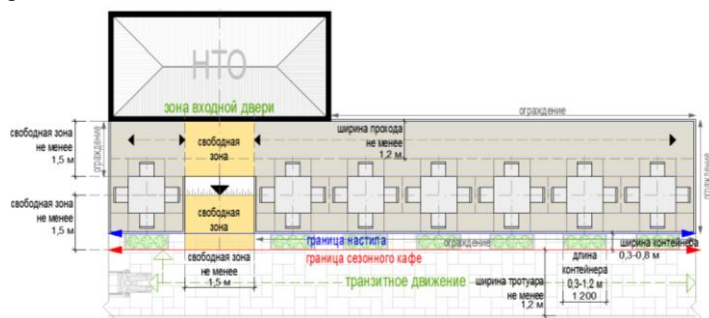 НТО
зона входной двери
ограждение
свободная зона
не менее
1,5 м
ограждение
свободная
зона
ширина прохода
не менее
1,2 м
ограждение
свободная зона
не менее
1,5 м
свободная
зона
граница настила
ограждение
ширина контейнера
0,3-0,8 м
граница сезонного кафе
свободная зона
не менее
1,5 м
транзитное движение
ширина тротуара
не менее
1,2 м
длина
контейнера
0,3-1,2 м
1 200